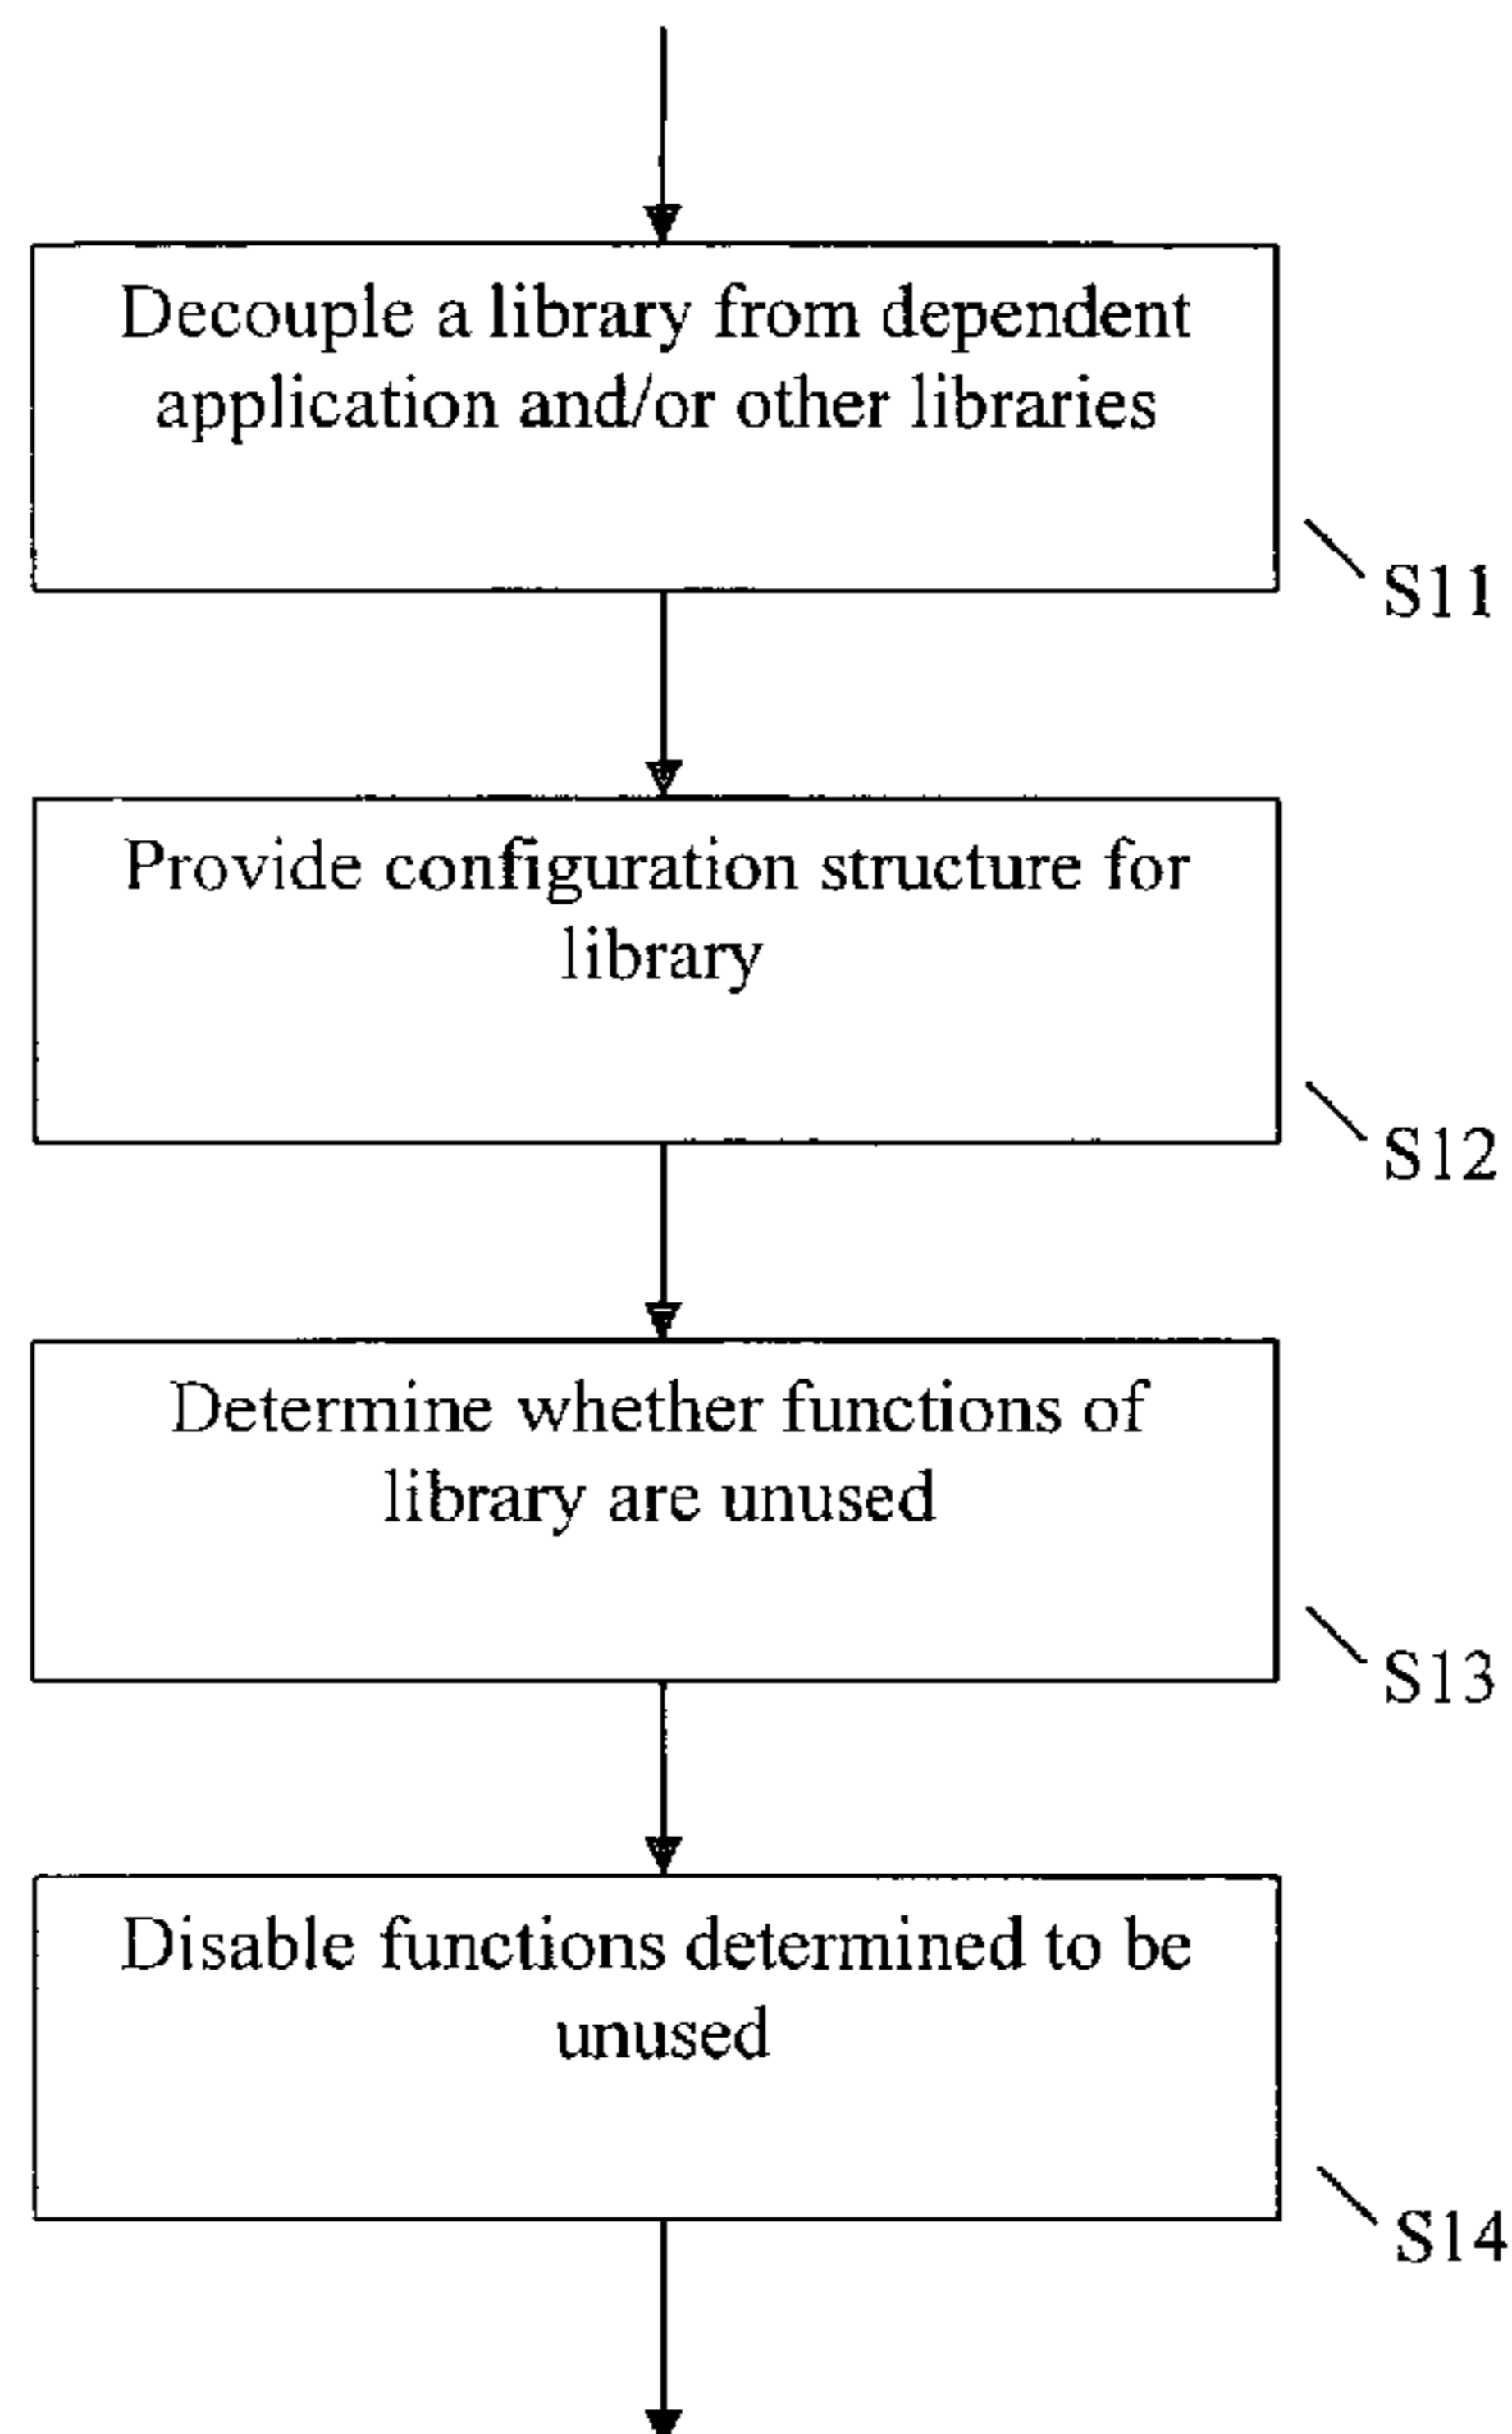 Decouple a library from dependent
application and/or other libraries
S11
Provide configuration structure for
library
S12
Determine whether functions of
library are unused
S13
Disable functions determined to be
unused
S14